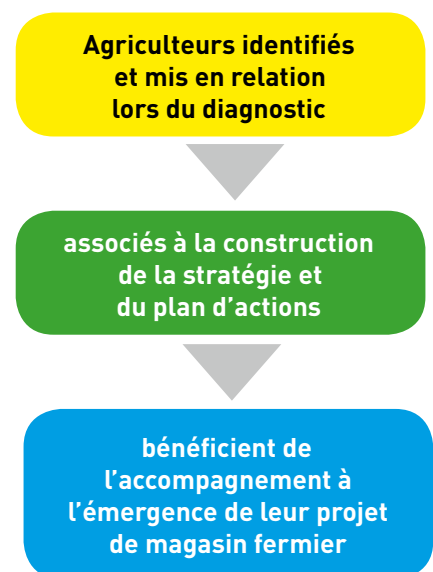 Agriculteurs identifiés
et mis en relation
lors du diagnostic
associés à la construction
de la stratégie et
du plan d’actions
bénéficient de
l’accompagnement à
l’émergence de leur projet
de magasin fermier